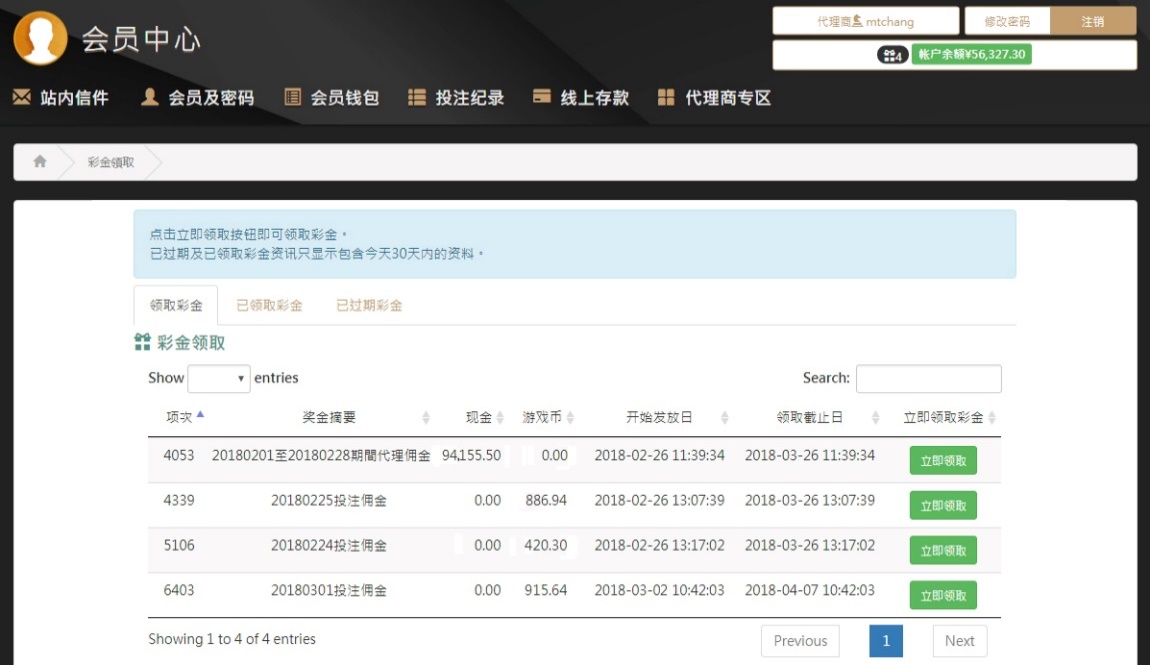 会员中心
代理商 mtchang 修改密码 注销
4 帐户余额¥56,327.30
站内信件 会员及密码 会员钱包 投注纪录 线上存款 代理商专区
彩金領取
点击立即领取按钮即可领取彩金。
已过期及已领取彩金资讯只显示包含今天30天内的资料。
领取彩金 已领取彩金 已过期彩金
彩金领取
Show entries Search:
项次 奖金摘要 现金 游戏币 开始发放日 领取截止日 立即领取彩金
4053 20180201至20180228期間代理佣金 94,155.50 0.00 2018-02-26 11:39:34 2018-03-26 11:39:34 立即领取
4339 20180225投注佣金 0.00 886.94 2018-02-26 13:07:39 2018-03-26 13:07:39 立即领取
5106 20180224投注佣金 0.00 420.30 2018-02-26 13:17:02 2018-03-26 13:17:02 立即领取
6403 20180301投注佣金 0.00 915.64 2018-03-02 10:42:03 2018-04-07 10:42:03 立即领取
Showing 1 to 4 of 4 entries Previous 1 Next